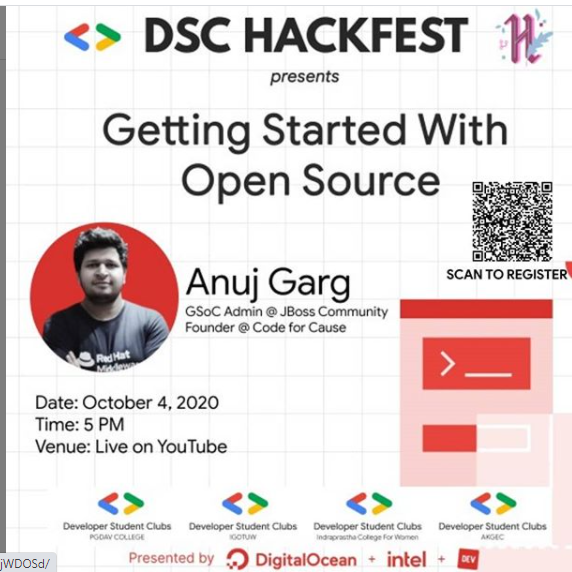 DSC HACKFEST
presents
Getting Started With
Open Source
SCAN TO REGISTER
Anuj Garg
GSoC Admin @ JBoss Community
Founder @ Code for Cause
Red Hat
Middleware
Date: October 4, 2020
Time: 5 PM
Venue: Live on YouTube
Developer Student Clubs
PGDAV COLLEGE
Developer Student Clubs
IGDTUW
Developer Student Clubs
Indraprastha College For Women
Developer Student Clubs
AKGEC
jWDOSd/
Presented by DigitalOcean + intel + DEV